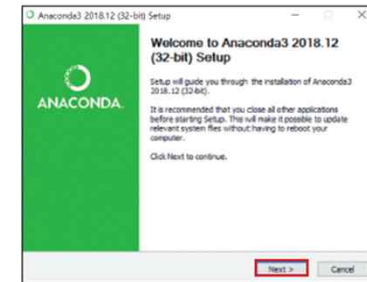 Anaconda3 2018.12 (32-bit) Setup
ANACONDA.
Welcome to Anaconda3 2018.12
(32-bit) Setup
Setup will guide you through the installation of Anaconda3
2018.12 (32-bit).
It is recommended that you close all other applications
before starting Setup. This will make it possible to update
relevant system files without having to reboot your
computer.
Click Next to continue.
Next >
Cancel